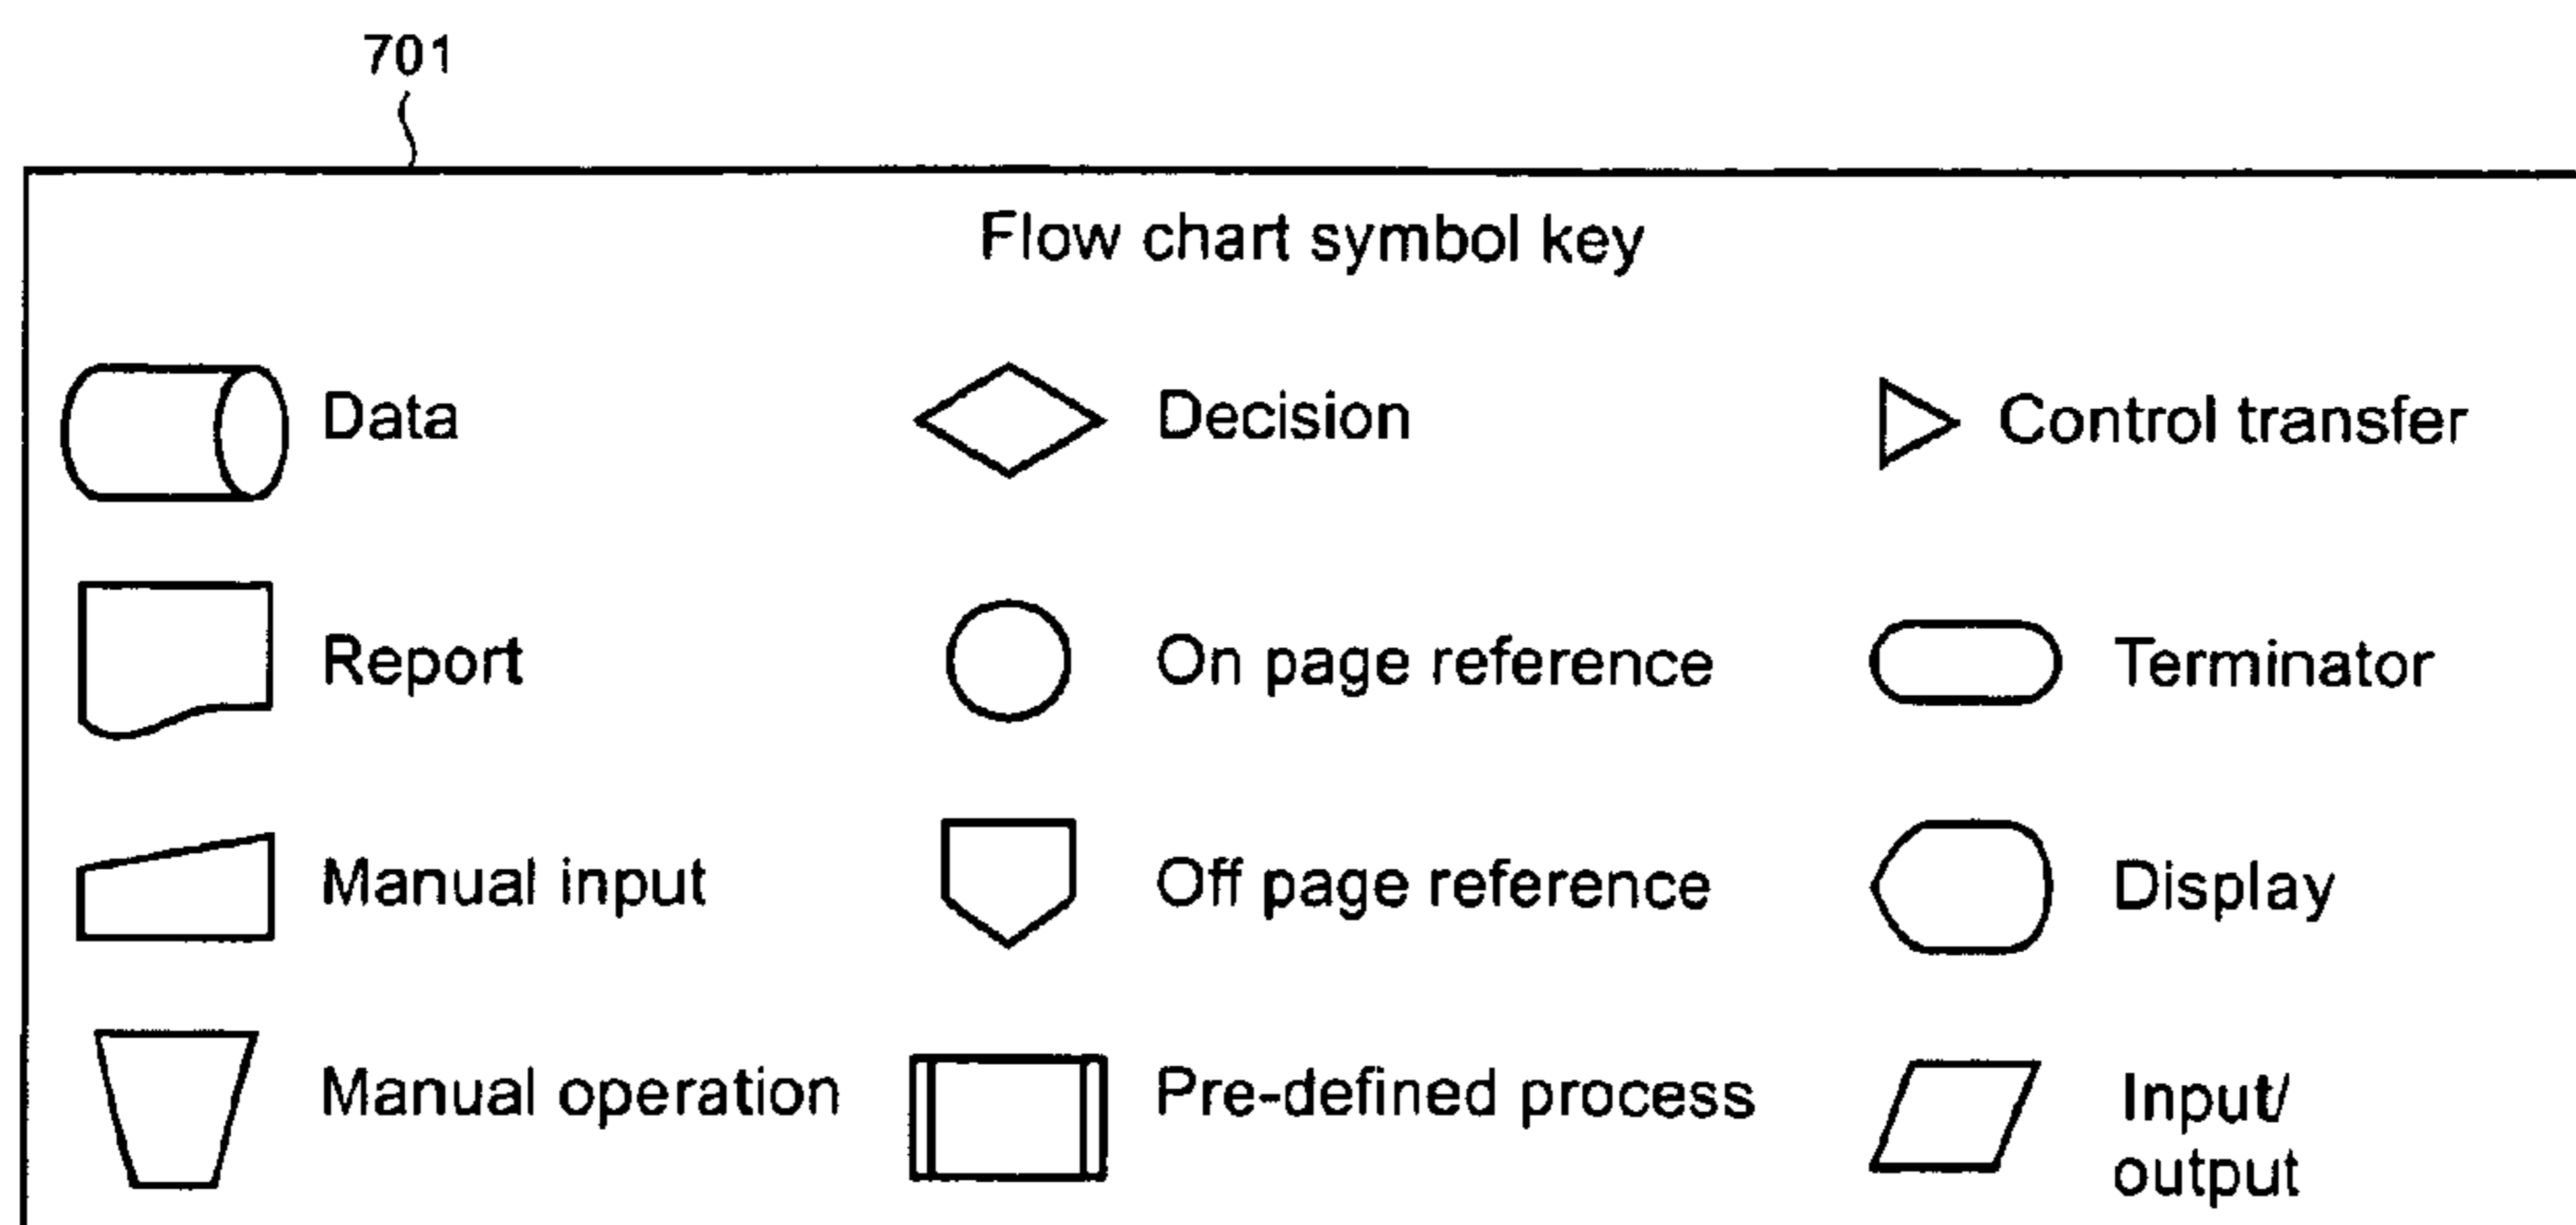 701
Flow chart symbol key
Data
Decision
Control transfer
Report
On page reference
Terminator
Manual input
Off page reference
Display
Manual operation
Pre-defined process
Input/
output